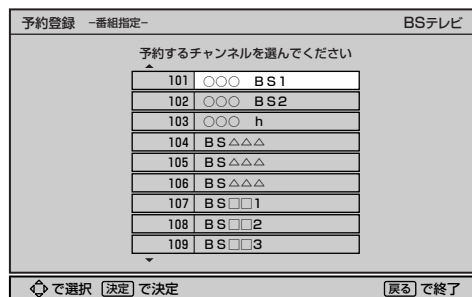 予約登録 −番組指定− BSテレビ
予約するチャンネルを選んでください
101 ○○○ BS1
102 ○○○ BS2
103 ○○○ h
104 BS△△△
105 BS△△△
106 BS△△△
107 BS□□1
108 BS□□2
109 BS□□3
で選択 決定 で決定 戻る で終了